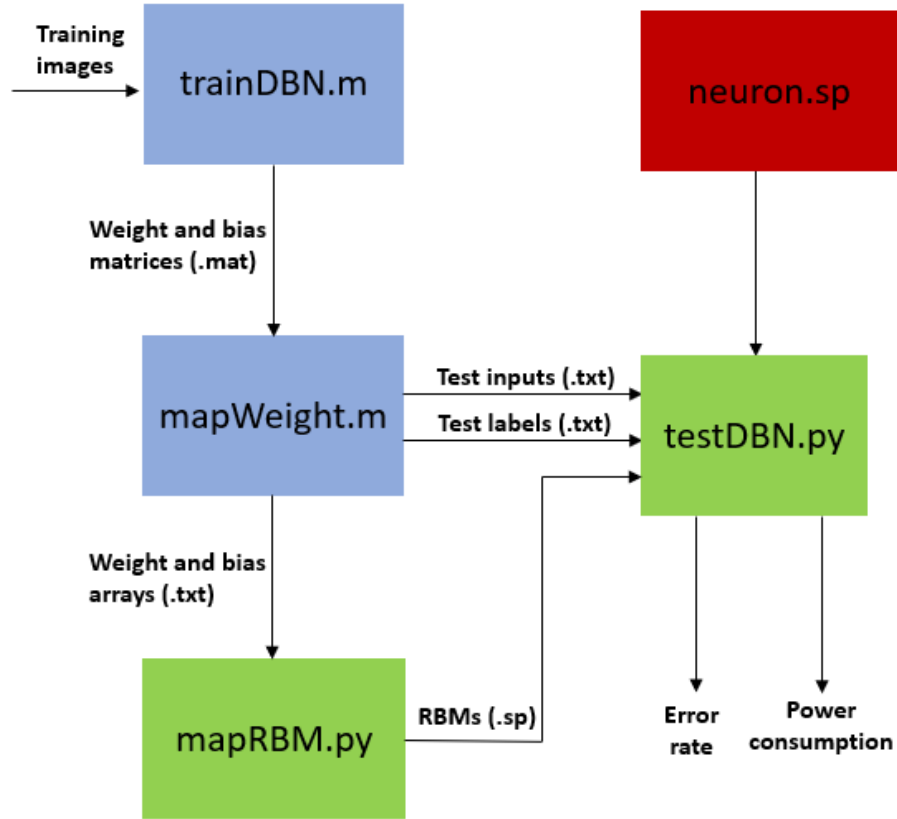 Training
images
trainDBN.m
neuron.sp
Weight and bias
matrices (.mat)
mapWeight.m
Test inputs (.txt)
Test labels (.txt)
testDBN.py
Weight and bias
arrays (.txt)
mapRBM.py
RBMs (.sp)
Error
rate
Power
consumption